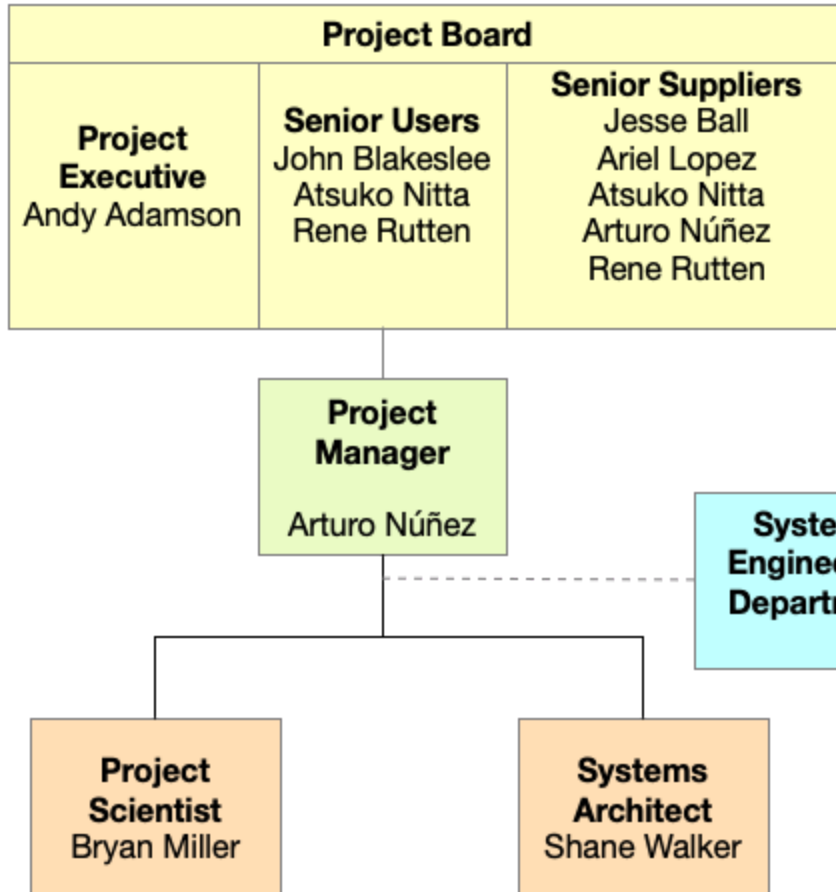 Project Board
Project
Executive
Andy Adamson
Senior Users
John Blakeslee
Atsuko Nitta
Rene Rutten
Senior Suppliers
Jesse Ball
Ariel Lopez
Atsuko Nitta
Arturo Núñez
Rene Rutten
Project
Manager
Arturo Núñez
Project
Scientist
Bryan Miller
Systems
Architect
Shane Walker